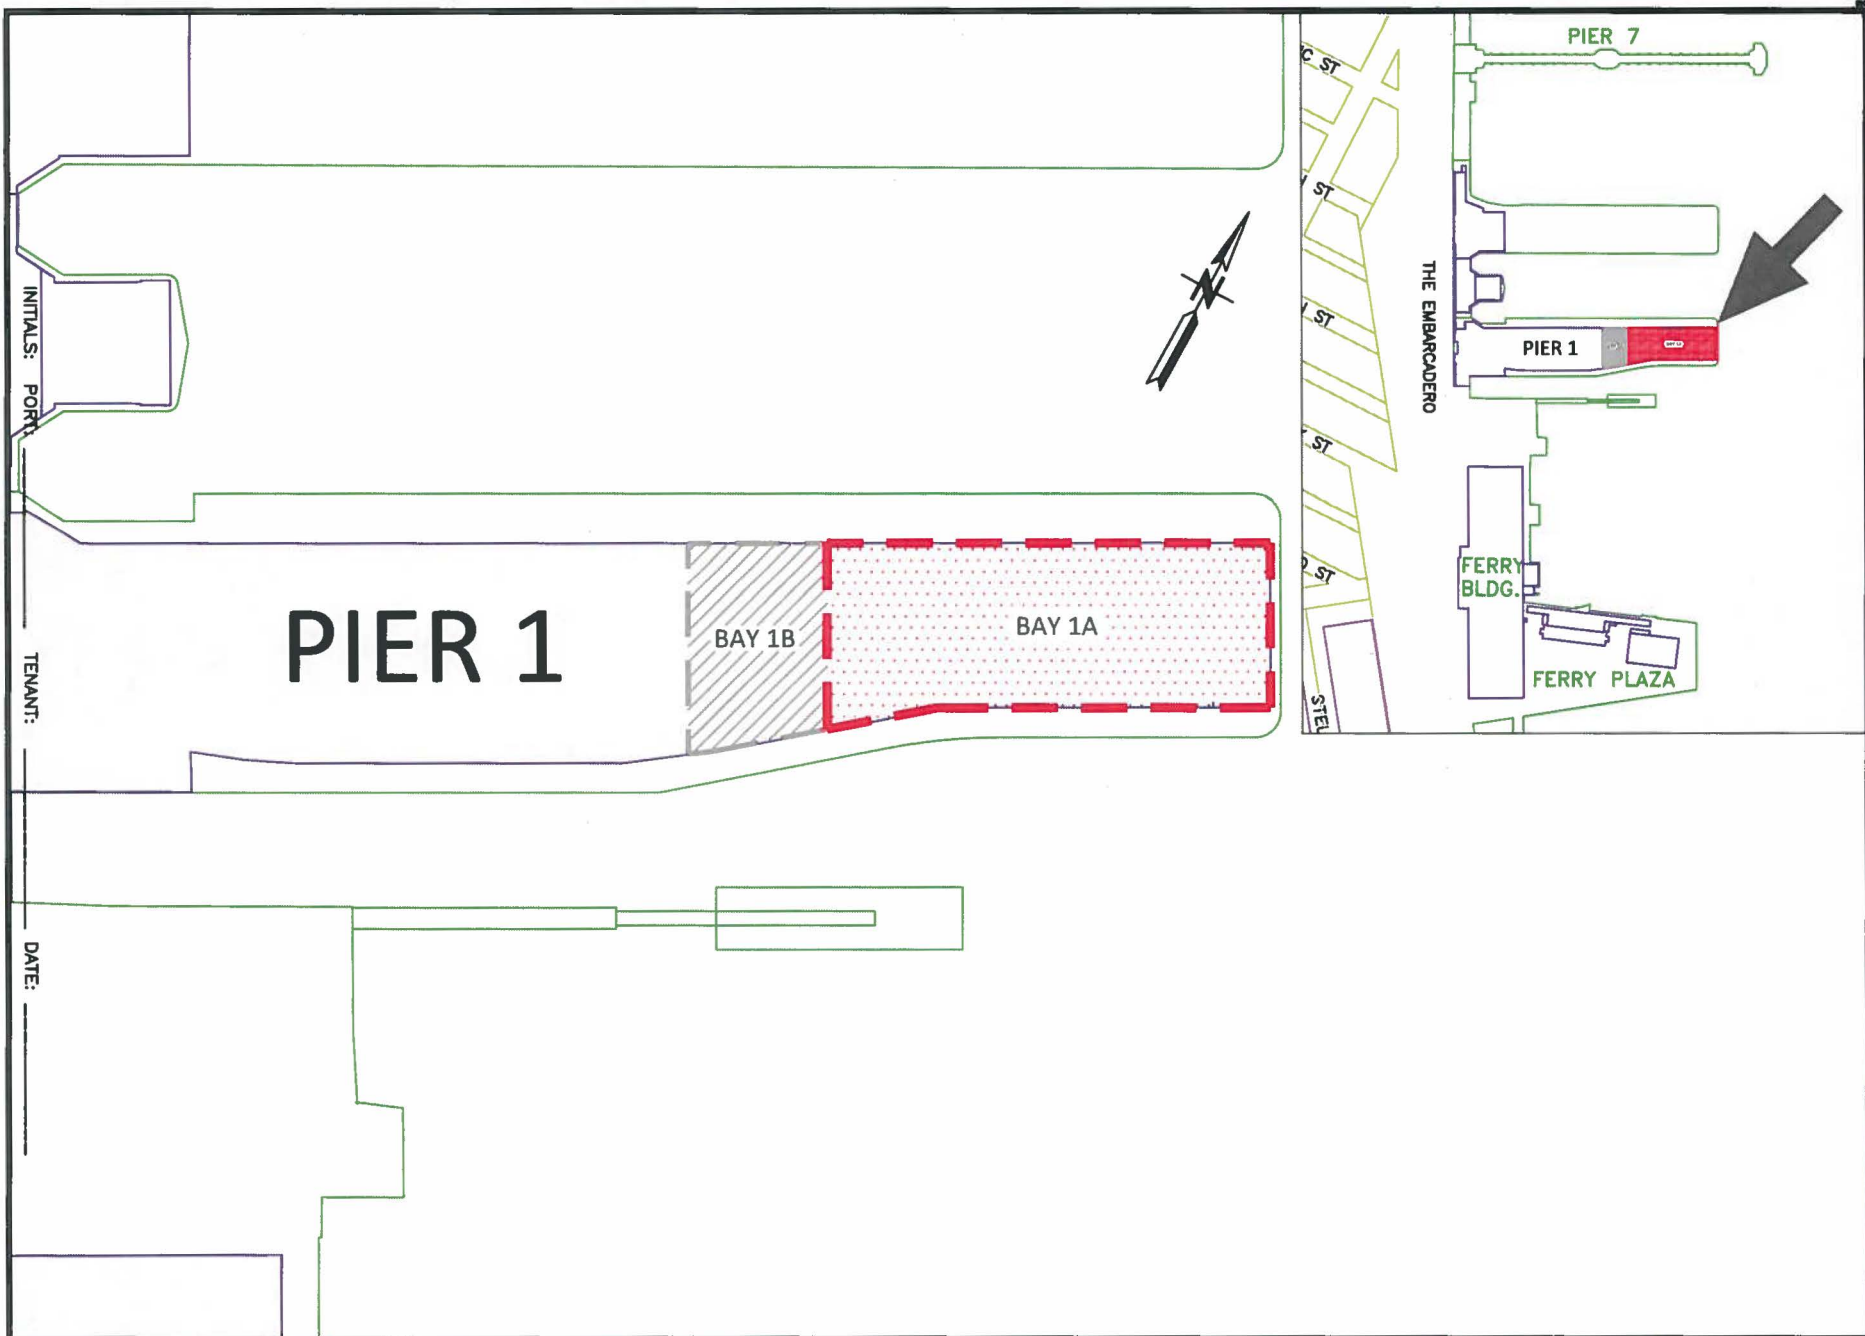 PIER 7
C ST
ST
THE EMBARCADERO
ST
PIER 1
ST
ST
FERRY
BLDG.
FERRY PLAZA
STEU
N
PIER 1
BAY 1B
BAY 1A
INITIALS: PORT:
TENANT:
DATE: